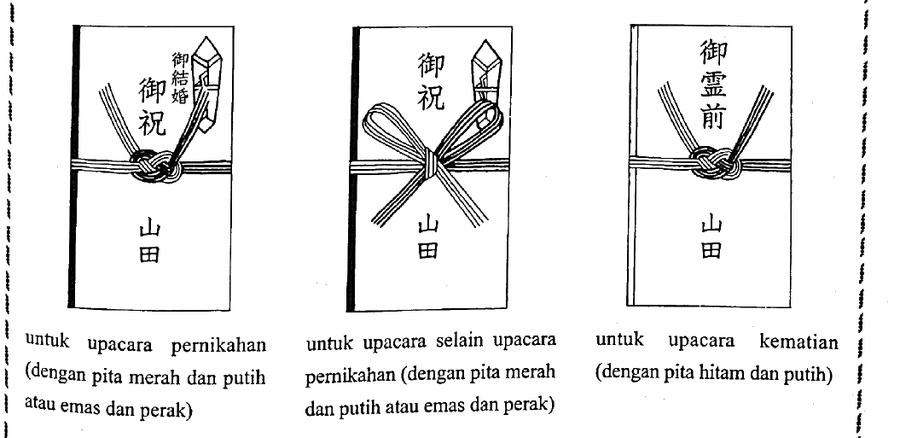 御結婚
御祝
山田
御祝
山田
御霊前
山田
untuk upacara pernikahan
(dengan pita merah dan putih
atau emas dan perak)
untuk upacara selain upacara
pernikahan (dengan pita merah
dan putih atau emas dan perak)
untuk upacara kematian
(dengan pita hitam dan putih)